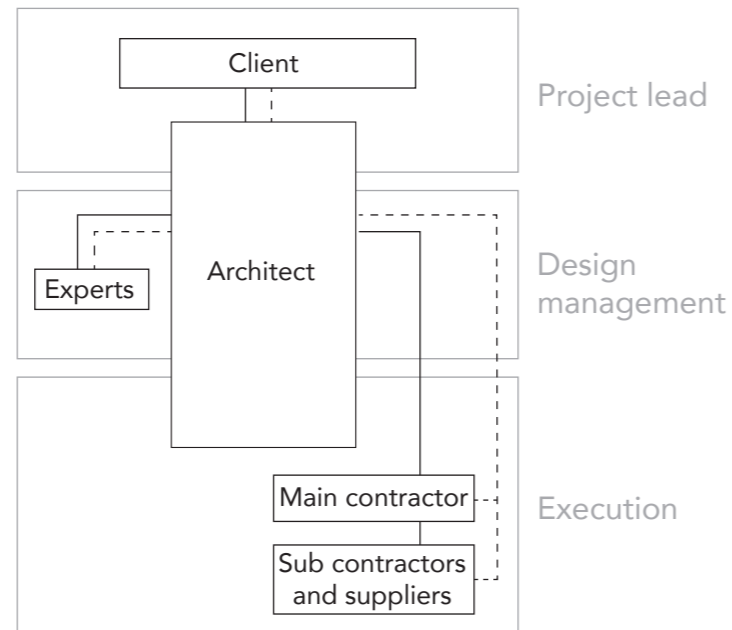 Client
Project lead
Architect
Experts
Design
management
Main contractor
Execution
Sub contractors
and suppliers